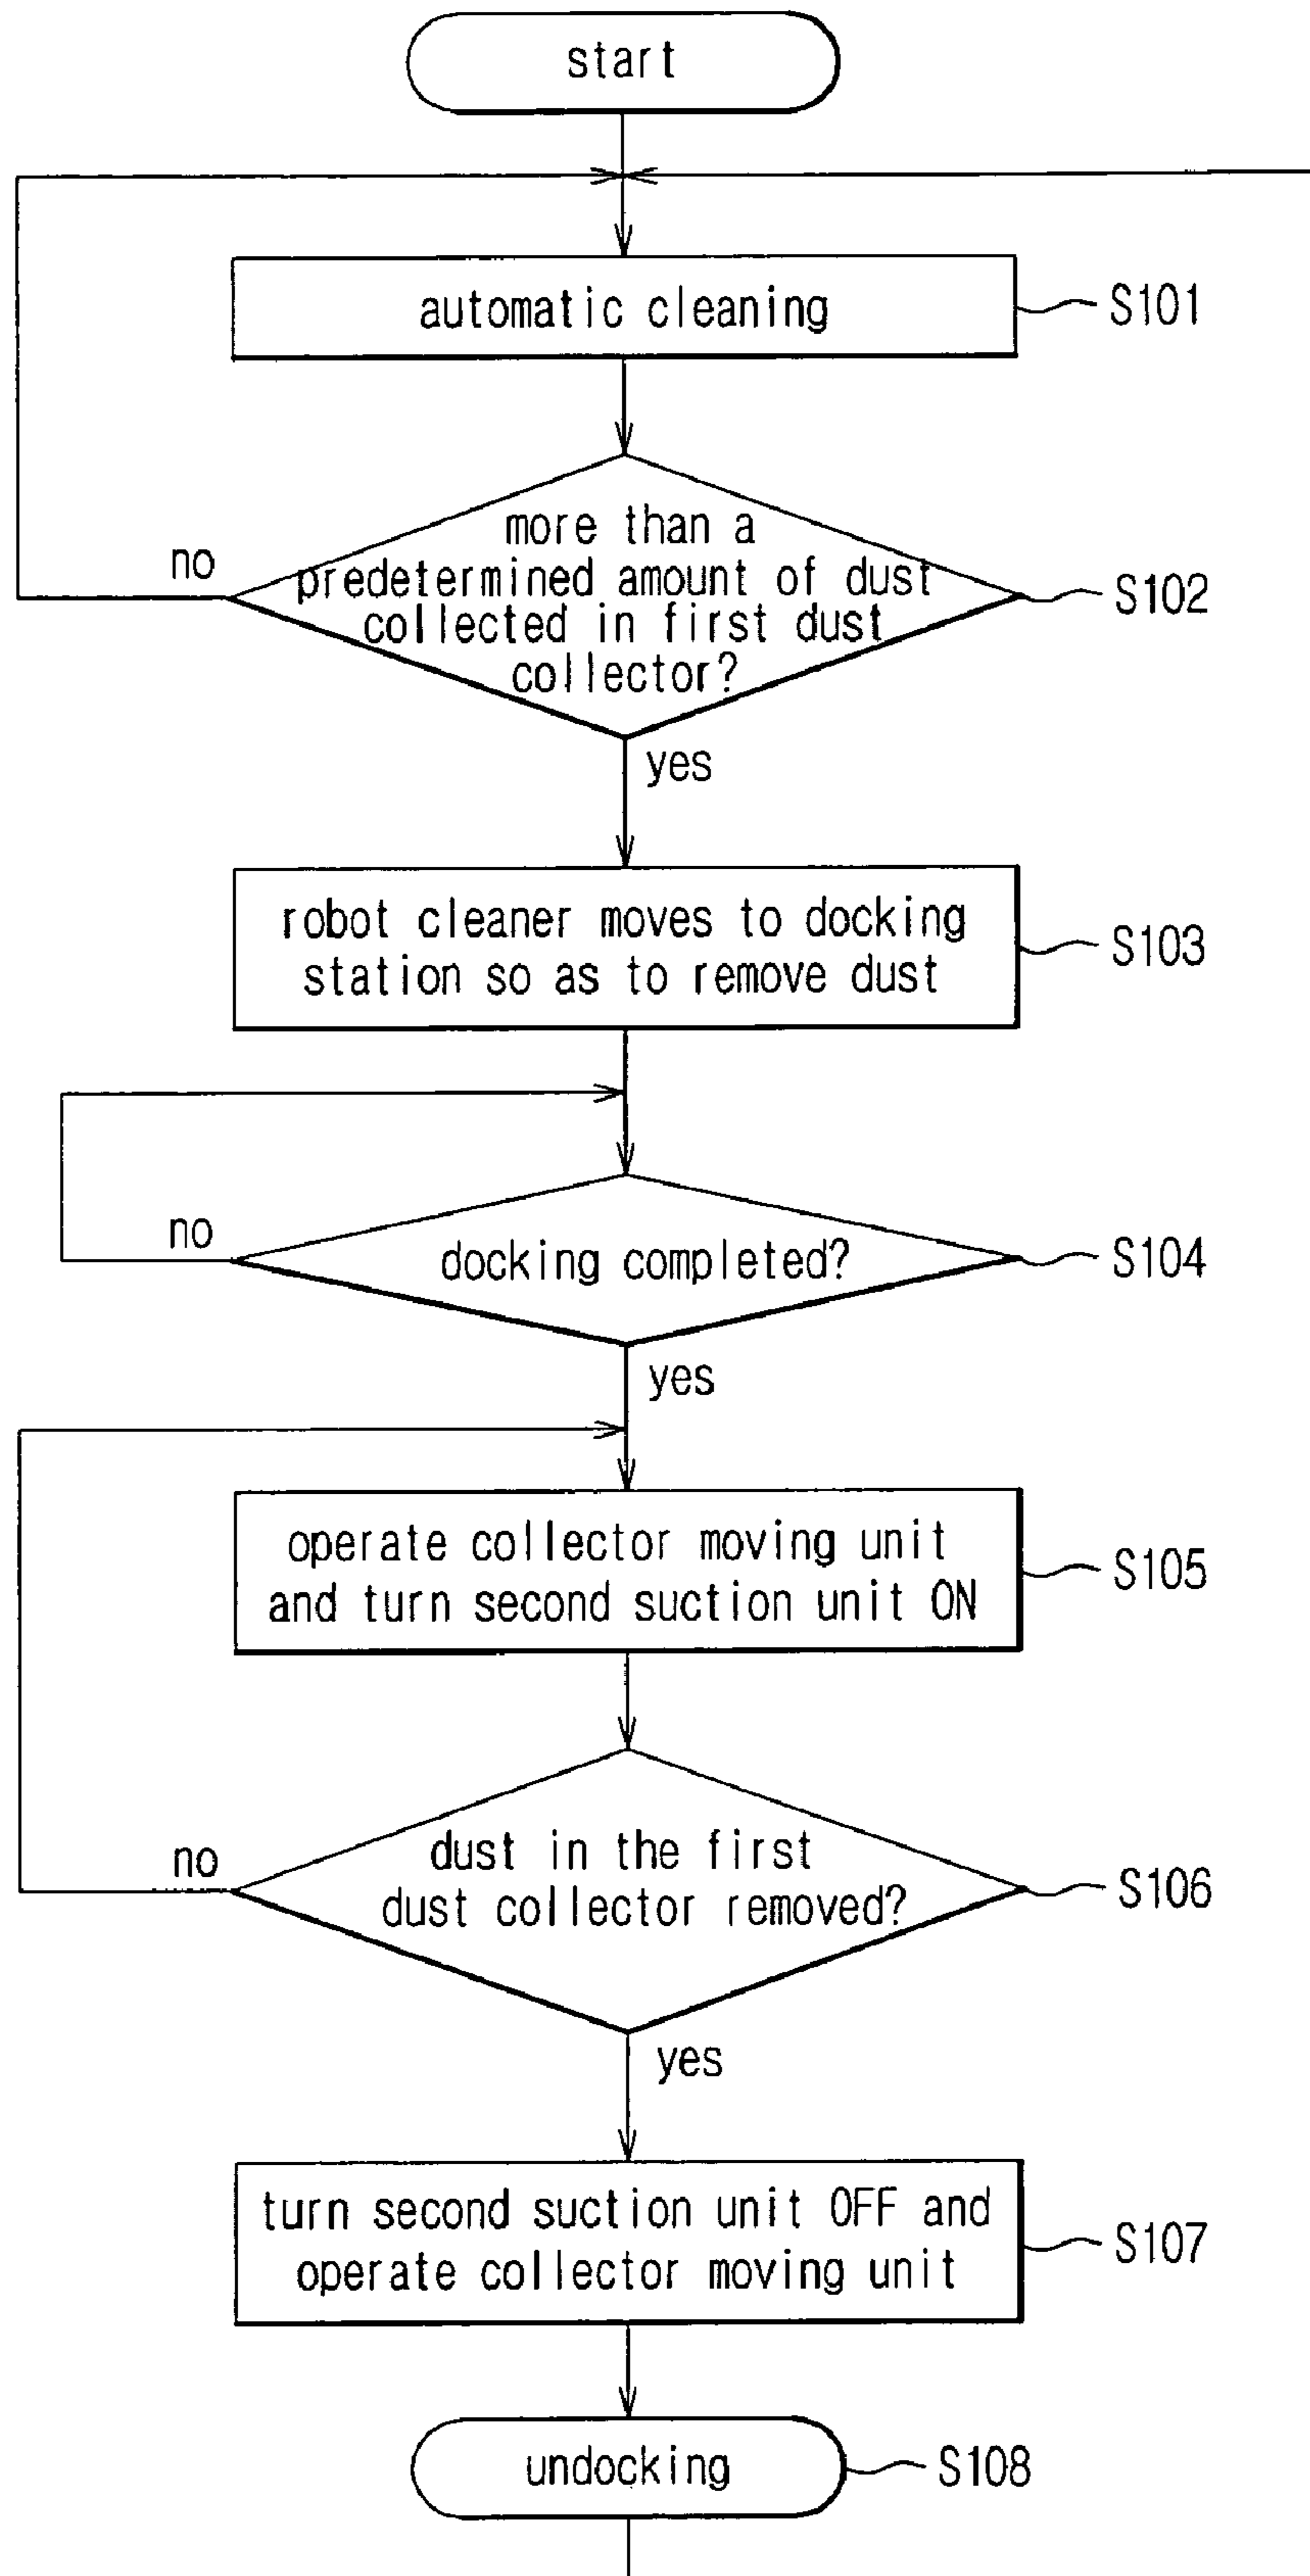 start
automatic cleaning
S101
more than a
predetermined amount of dust
collected in first dust
collector?
no
S102
yes
robot cleaner moves to docking
station so as to remove dust
S103
no
docking completed?
S104
yes
operate collector moving unit
and turn second suction unit ON
S105
no
dust in the first
dust collector removed?
S106
yes
turn second suction unit OFF and
operate collector moving unit
S107
undocking
S108